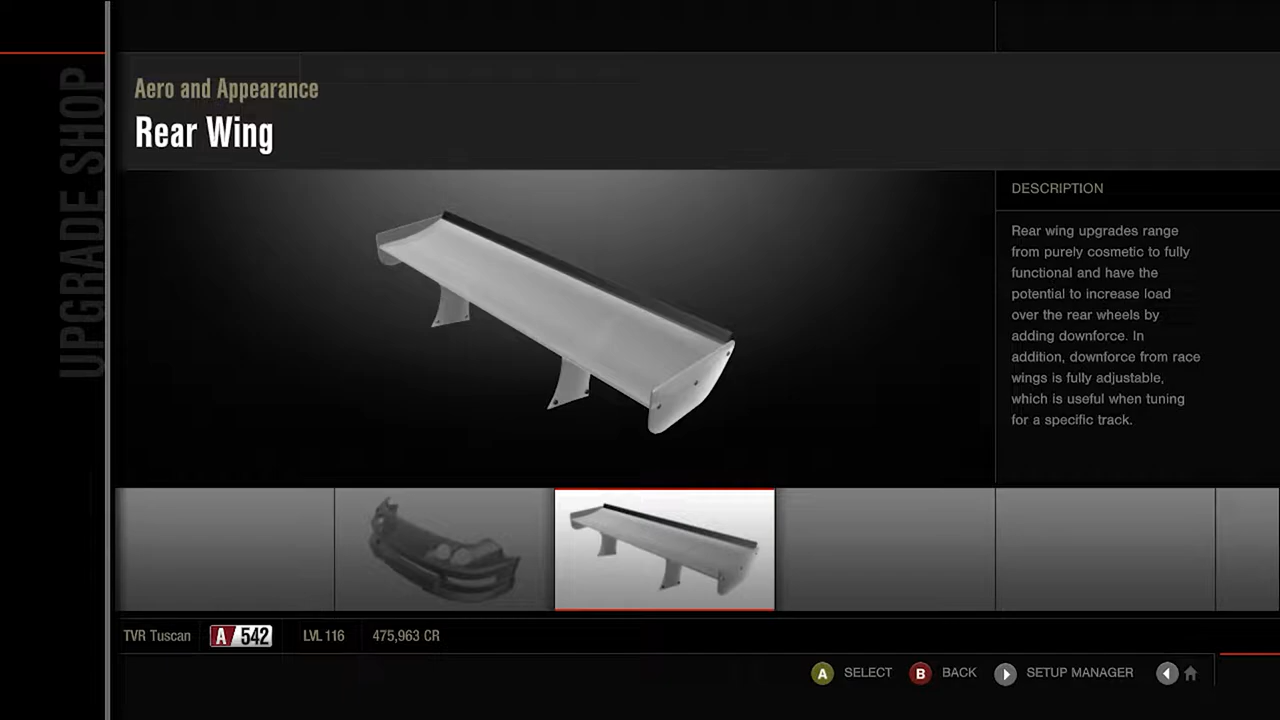 UPGRADE SHOP
Aero and Appearance
Rear Wing
DESCRIPTION
Rear wing upgrades range
from purely cosmetic to fully
functional and have the
potential to increase load
over the rear wheels by
adding downforce. In
addition, downforce from race
wings is fully adjustable,
which is useful when tuning
for a specific track.
TVR Tuscan A 542 LVL 116 475,963 CR
A SELECT B BACK SETUP MANAGER